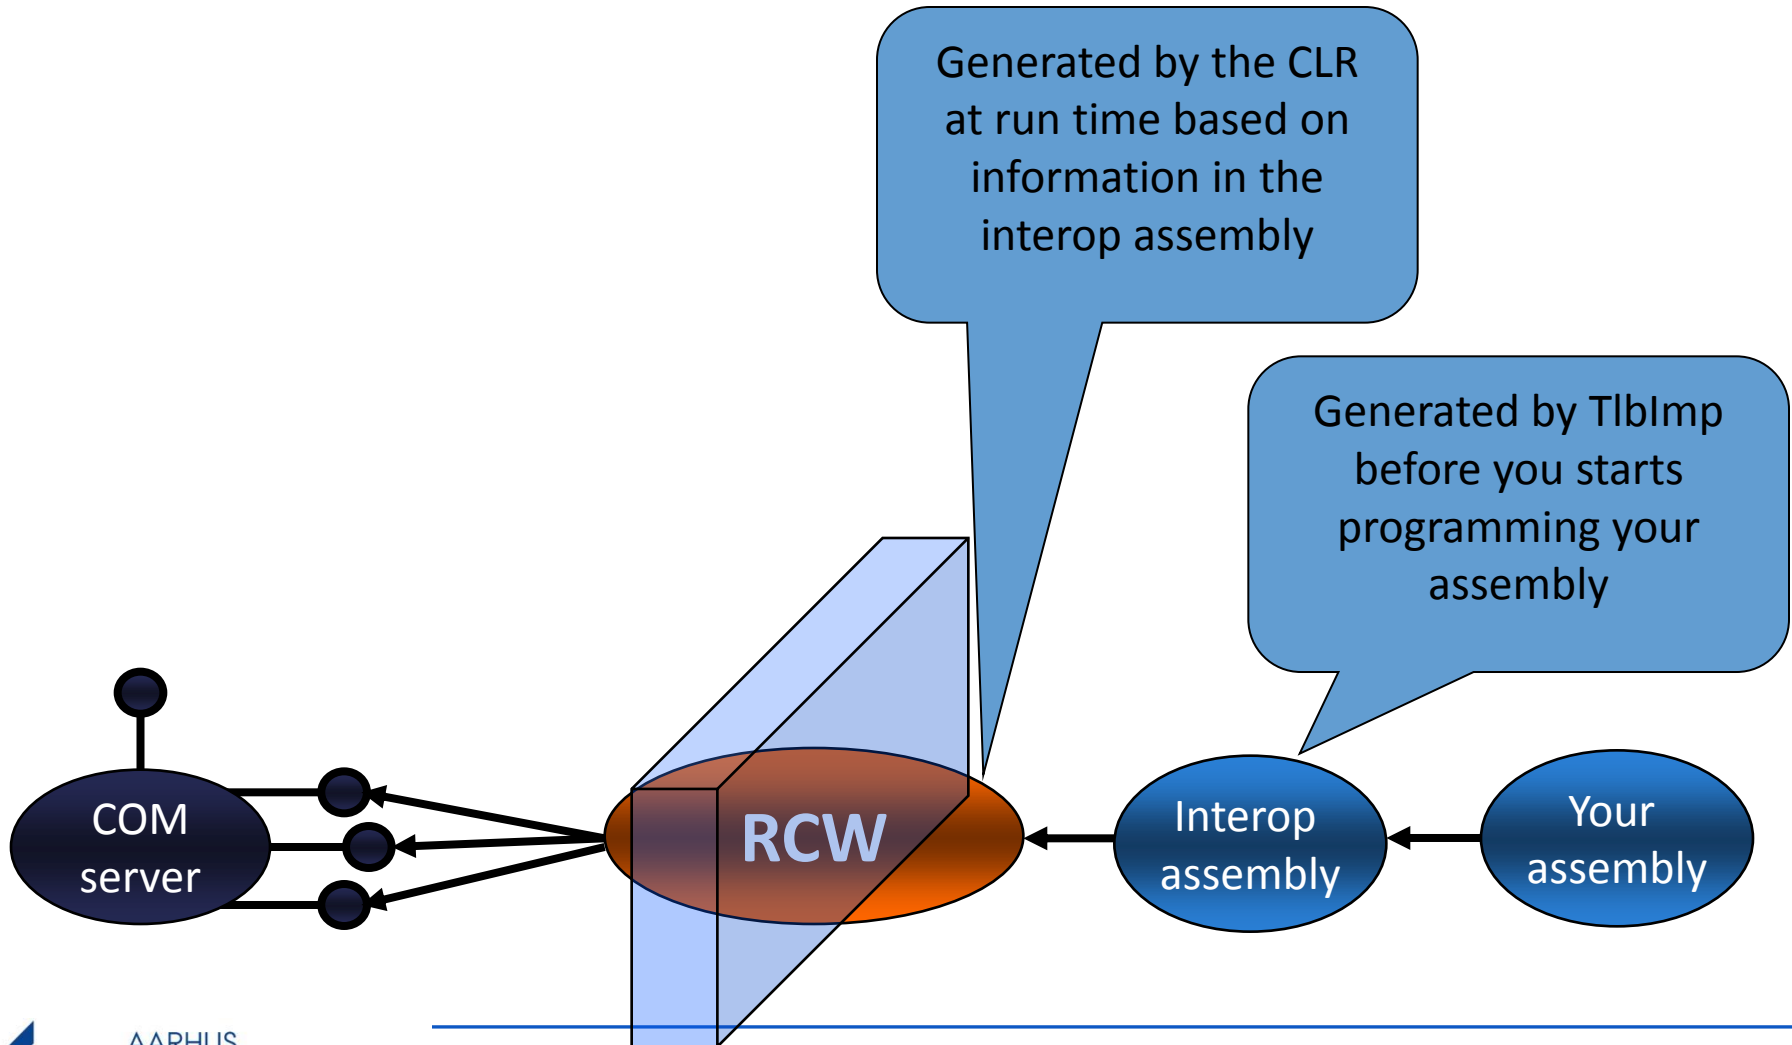 Generated by the CLR
at run time based on
information in the
interop assembly
Generated by TlbImp
before you starts
programming your
assembly
COM
server
RCW
Interop
assembly
Your
assembly
AARHUS